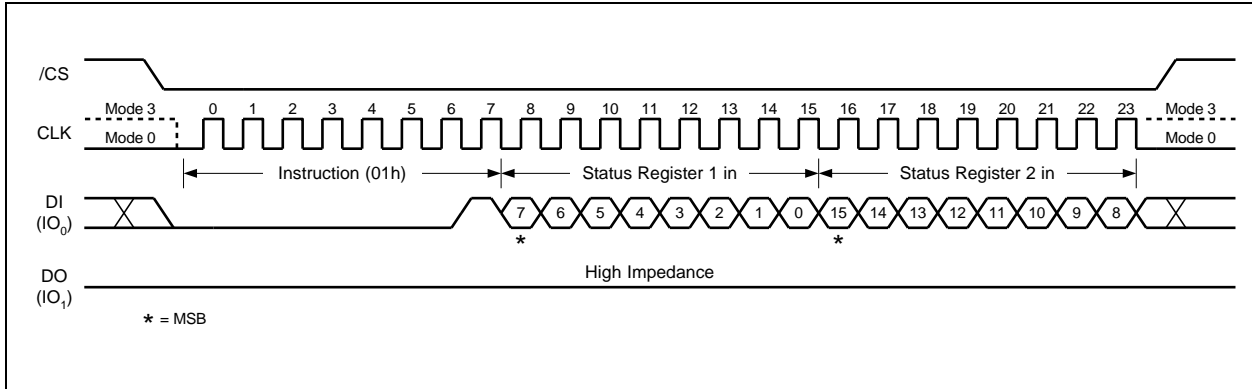 /CS
Mode 3 0 1 2 3 4 5 6 7 8 9 10 11 12 13 14 15 16 17 18 19 20 21 22 23 Mode 3
CLK
Mode 0 Mode 0
Instruction (01h) Status Register 1 in Status Register 2 in
DI
(IO0) 7 6 5 4 3 2 1 0 15 14 13 12 11 10 9 8
* *
High Impedance
DO
(IO1)
* = MSB